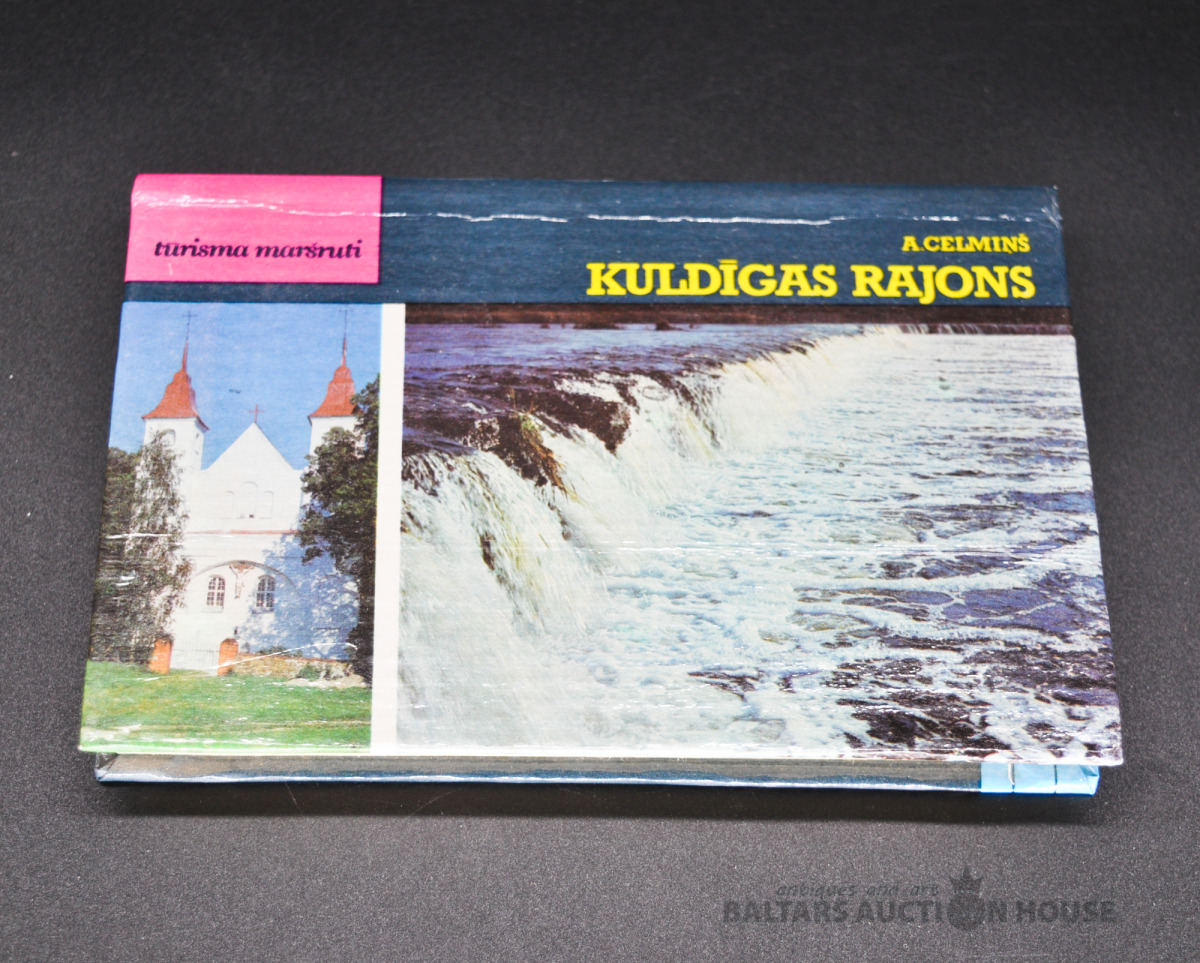 turisma maršruti
A. CELMIŅŠ
KULDĪGAS RAJONS
antiques and art
BALTARS AUCTION HOUSE